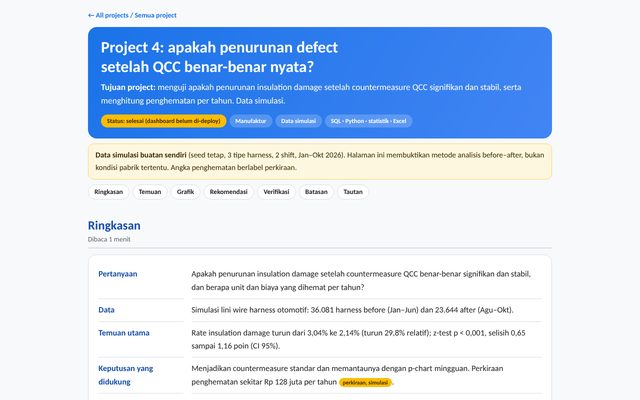 ← All projects / Semua project
Project 4: apakah penurunan defect
setelah QCC benar-benar nyata?
Tujuan project: menguji apakah penurunan insulation damage setelah countermeasure QCC signifikan dan stabil, serta
menghitung penghematan per tahun. Data simulasi.
Status: selesai (dashboard belum di-deploy) Manufaktur Data simulasi SQL · Python · statistik · Excel
Data simulasi buatan sendiri (seed tetap, 3 tipe harness, 2 shift, Jan–Okt 2026). Halaman ini membuktikan metode analisis before–after, bukan
kondisi pabrik tertentu. Angka penghematan berlabel perkiraan.
Ringkasan Temuan Grafik Rekomendasi Verifikasi Batasan Tautan
Ringkasan
Dibaca 1 menit
Pertanyaan Apakah penurunan insulation damage setelah countermeasure QCC benar-benar signifikan dan stabil,
dan berapa unit dan biaya yang dihemat per tahun?
Data Simulasi lini wire harness otomotif: 36.081 harness before (Jan–Jun) dan 23.644 after (Agu–Okt).
Temuan utama Rate insulation damage turun dari 3,04% ke 2,14% (turun 29,8% relatif); z-test p < 0,001, selisih 0,65
sampai 1,16 poin (CI 95%).
Keputusan yang Menjadikan countermeasure standar dan memantaunya dengan p-chart mingguan. Perkiraan
didukung penghematan sekitar Rp 128 juta per tahun perkiraan, simulasi.